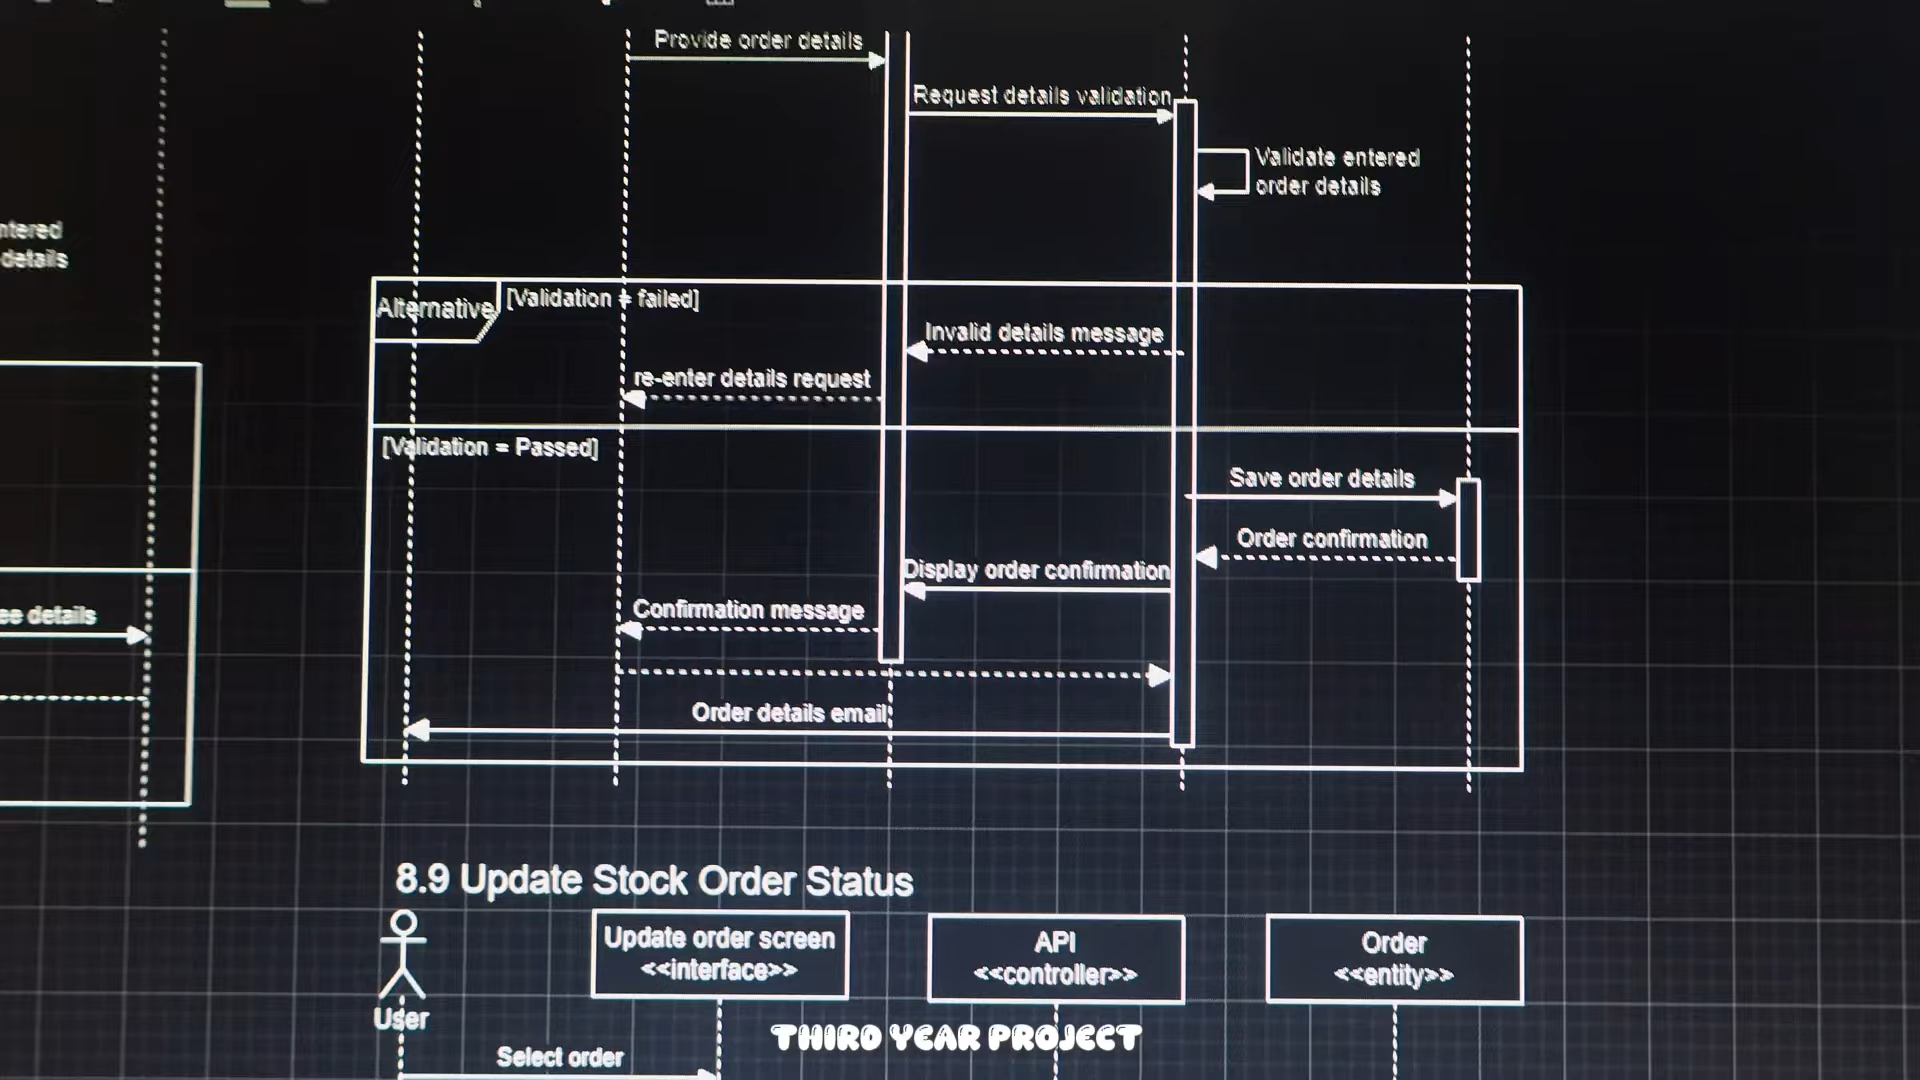 Provide order details
Request details validation
Validate entered
order details
ntered
details
Alternative
[Validation = failed]
Invalid details message
re-enter details request
[Validation = Passed]
Save order details
Order confirmation
Display order confirmation
Confirmation message
ee details
Order details email
8.9 Update Stock Order Status
Update order screen
<<interface>>
API
<<controller>>
Order
<<entity>>
User
Select order
THIRD YEAR PROJECT